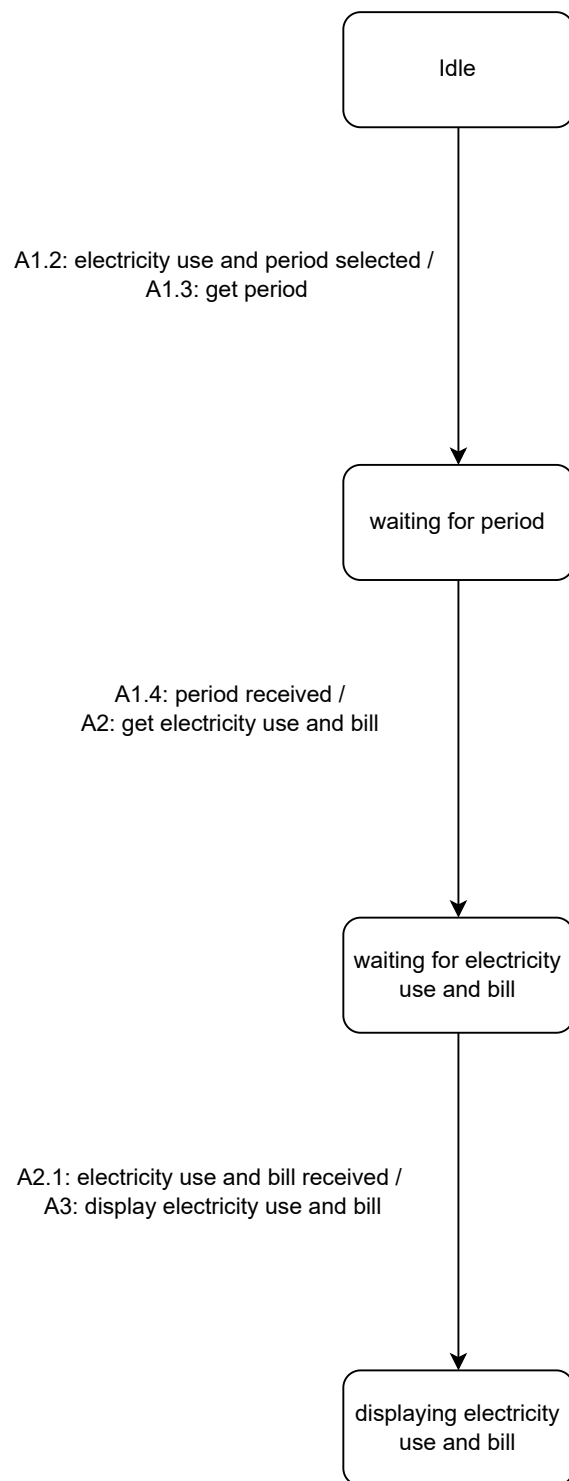 Idle
A1.2: electricity use and period selected /
A1.3: get period
waiting for period
A1.4: period received /
A2: get electricity use and bill
waiting for electricity
use and bill
A2.1: electricity use and bill received /
A3: display electricity use and bill
displaying electricity
use and bill